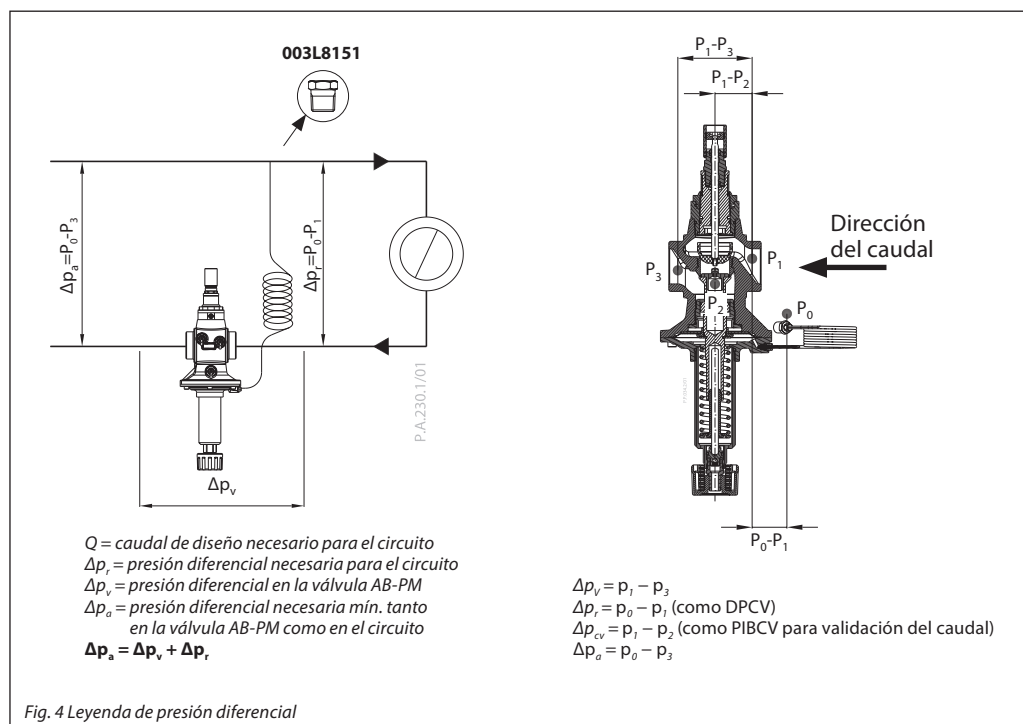 003L8151
Δpₐ=P₀-P₃
Δpᵣ=P₀-P₁
P.A.230.1/01
Δpᵥ
Q = caudal de diseño necesario para el circuito
Δpᵣ = presión diferencial necesaria para el circuito
Δpᵥ = presión diferencial en la válvula AB-PM
Δpₐ = presión diferencial necesaria mín. tanto
en la válvula AB-PM como en el circuito
Δpₐ = Δpᵥ + Δpᵣ
P₁-P₃
P₁-P₂
Dirección
del caudal
P₁
P₃
P₂
P₀
P₀-P₁
Δpᵥ = p₁ − p₃
Δpᵣ = p₀ − p₁ (como DPCV)
Δp_cv = p₁ − p₂ (como PIBCV para validación del caudal)
Δpₐ = p₀ − p₃
Fig. 4 Leyenda de presión diferencial